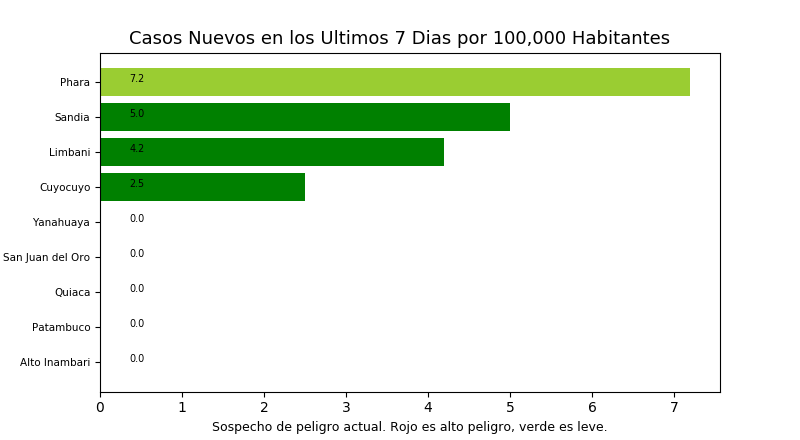 Casos Nuevos en los Ultimos 7 Dias por 100,000 Habitantes
Phara 7.2
Sandia 5.0
Limbani 4.2
Cuyocuyo 2.5
Yanahuaya 0.0
San Juan del Oro 0.0
Quiaca 0.0
Patambuco 0.0
Alto Inambari 0.0
0 1 2 3 4 5 6 7
Sospecho de peligro actual. Rojo es alto peligro, verde es leve.